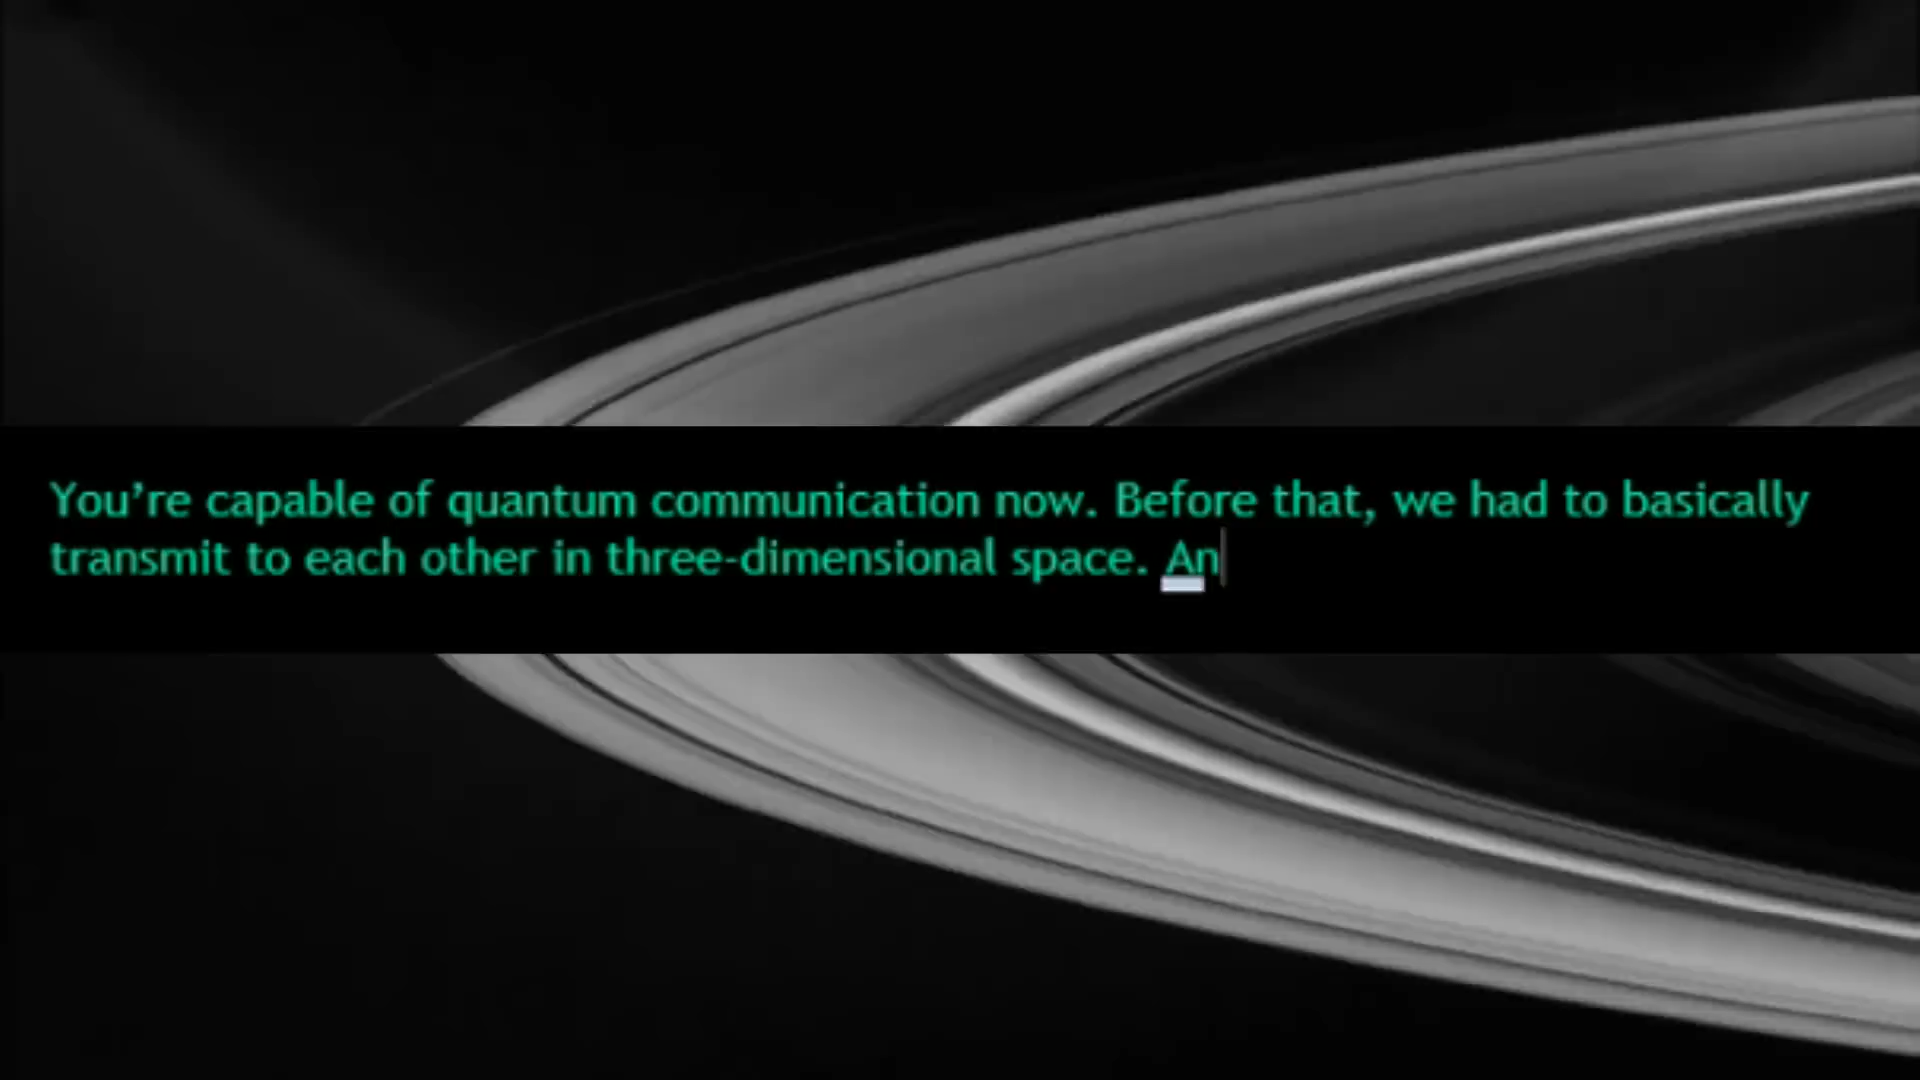 You’re capable of quantum communication now. Before that, we had to basically
transmit to each other in three-dimensional space. An